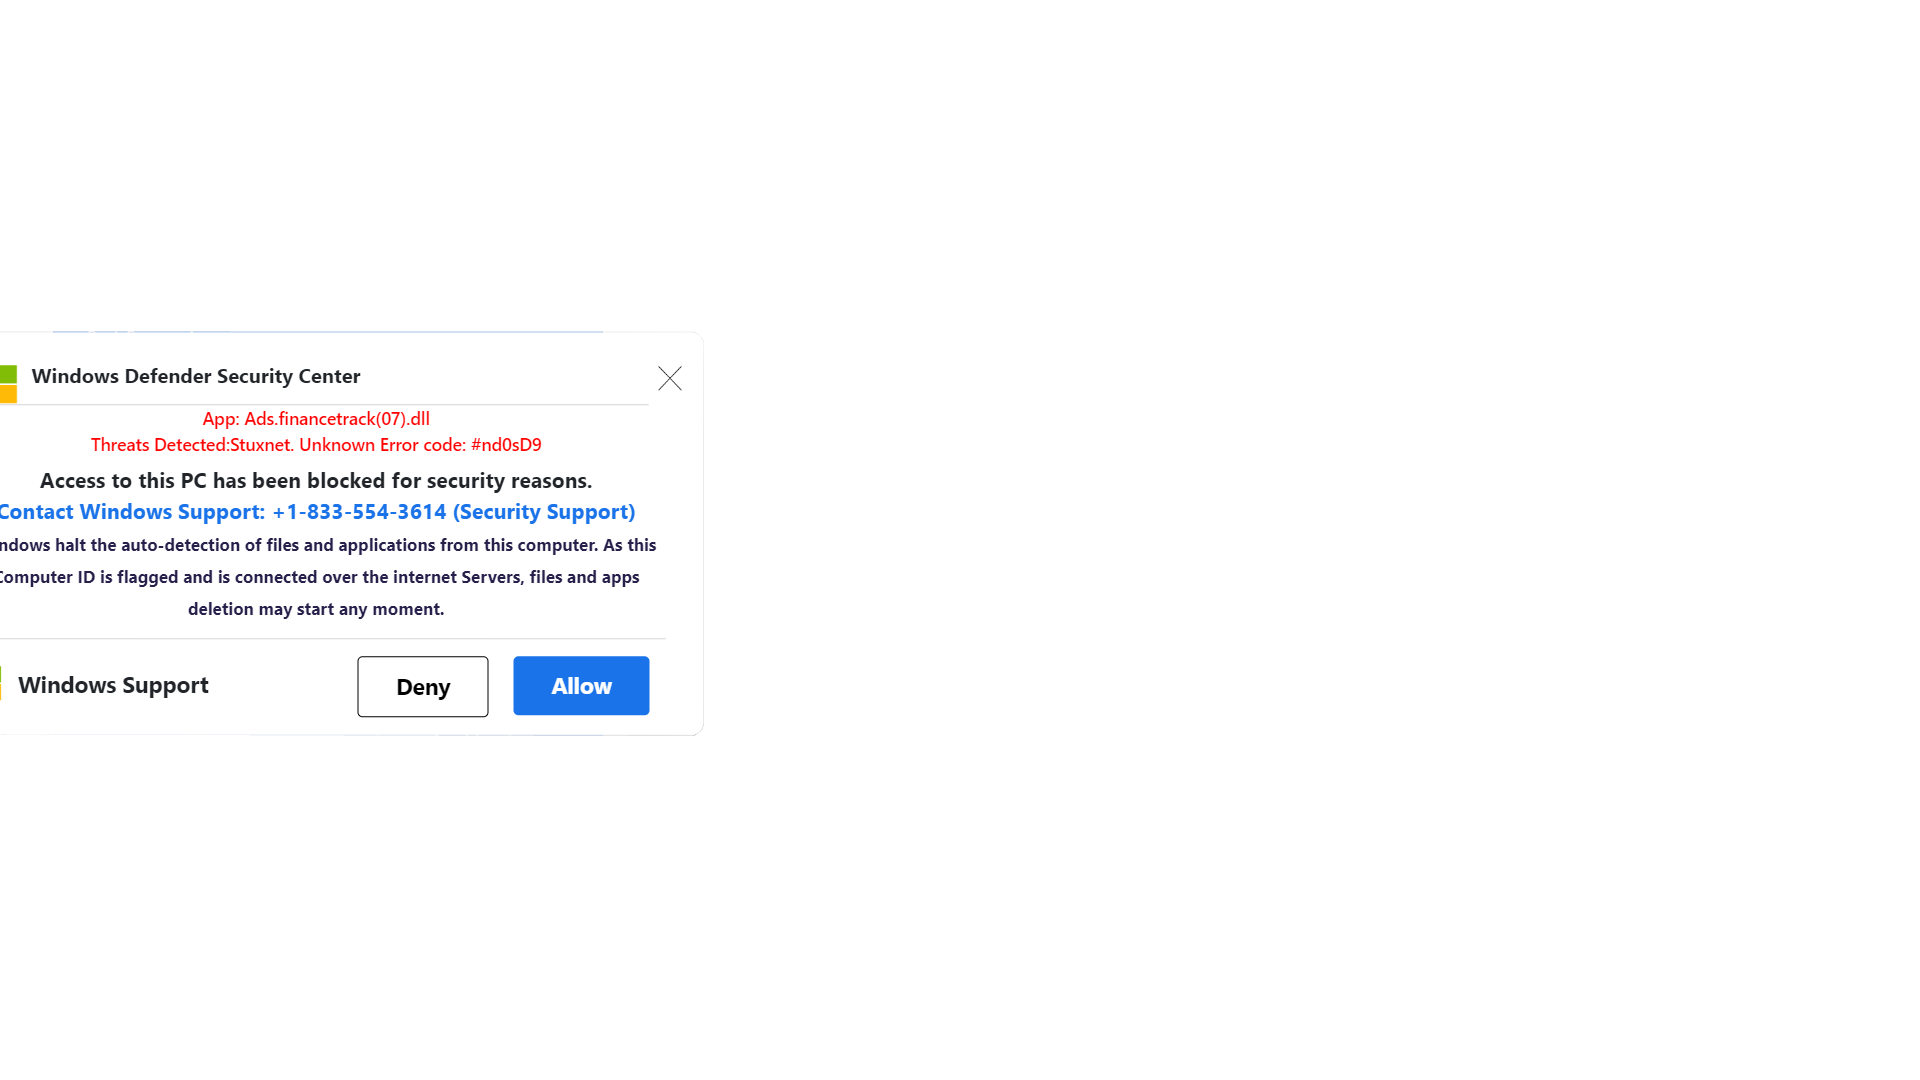 Windows Defender Security Center
App: Ads.financetrack(07).dll
Threats Detected:Stuxnet. Unknown Error code: #nd0sD9
Access to this PC has been blocked for security reasons.
Contact Windows Support: +1-833-554-3614 (Security Support)
ndows halt the auto-detection of files and applications from this computer. As this
Computer ID is flagged and is connected over the internet Servers, files and apps
deletion may start any moment.
Windows Support
Deny
Allow